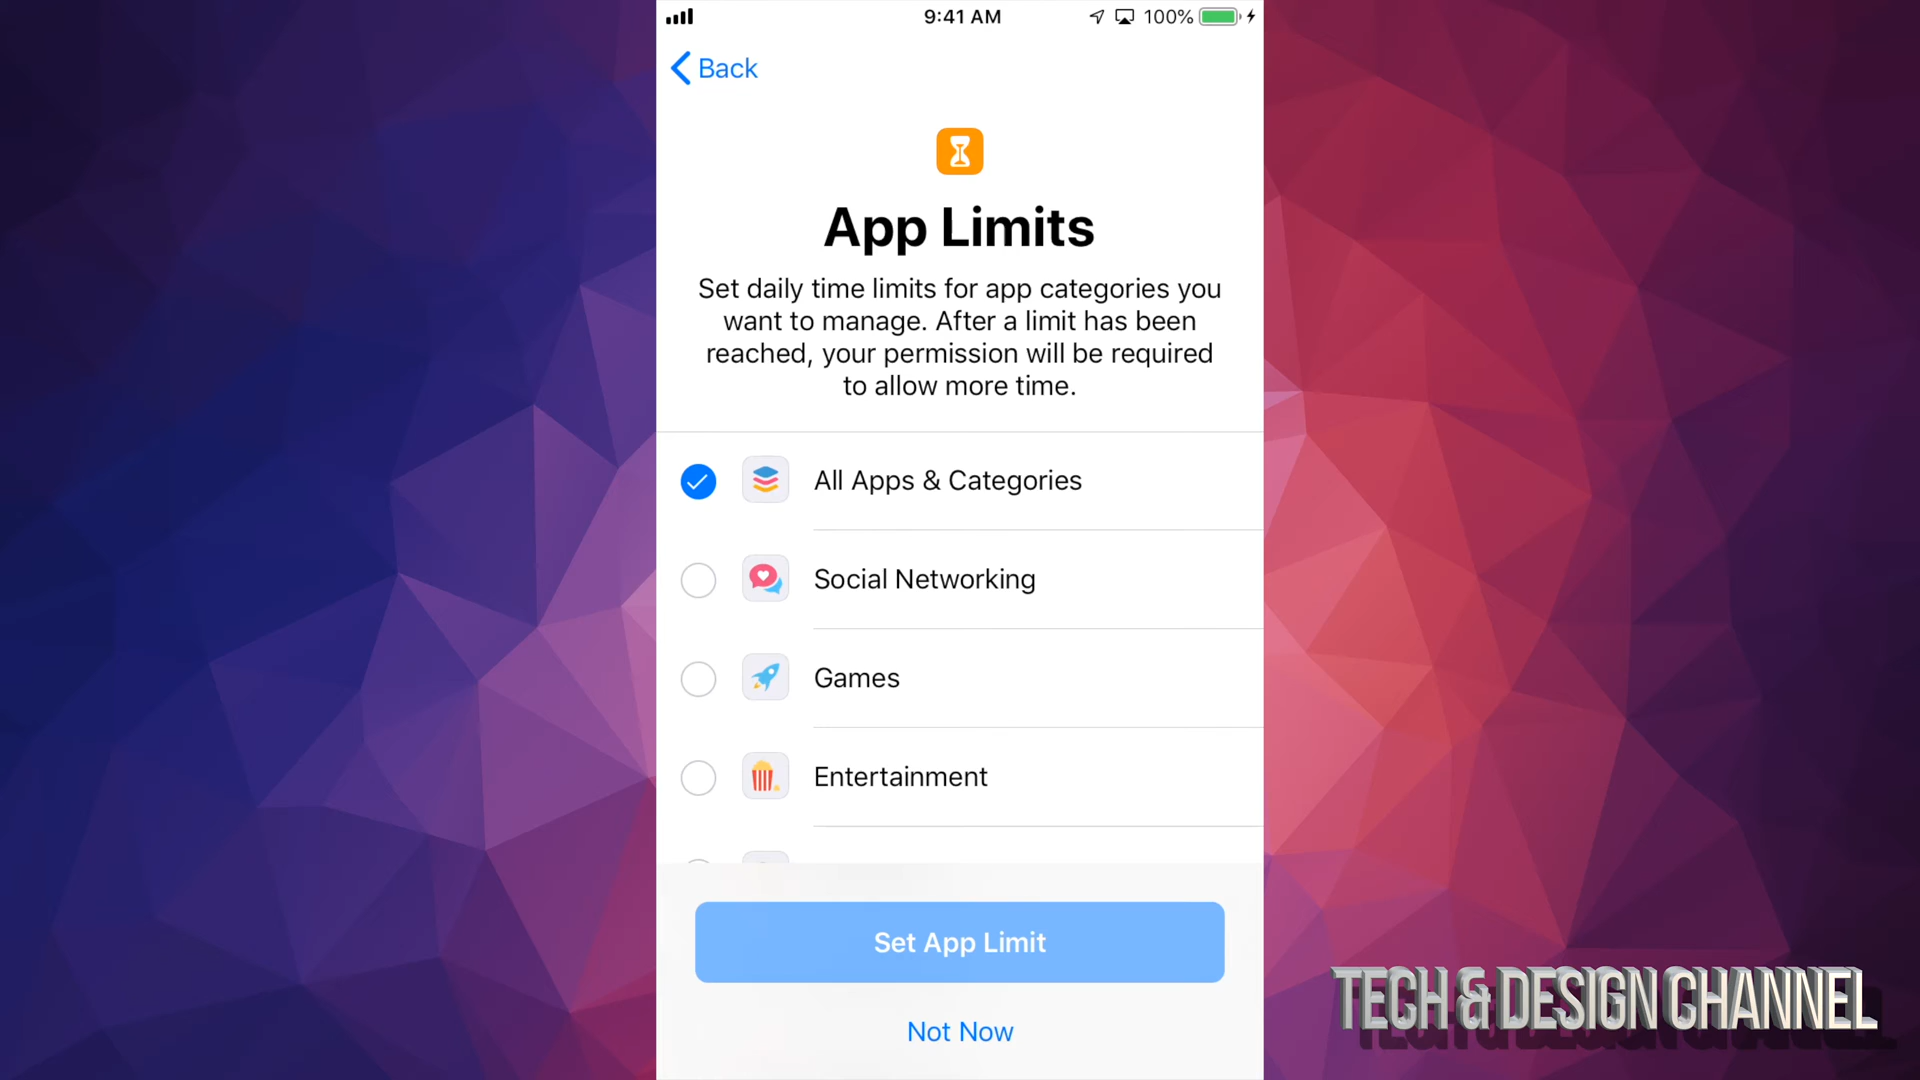 9:41 AM
100%
Back
App Limits
Set daily time limits for app categories you
want to manage. After a limit has been
reached, your permission will be required
to allow more time.
All Apps & Categories
Social Networking
Games
Entertainment
Set App Limit
Not Now
TECH & DESIGN CHANNEL